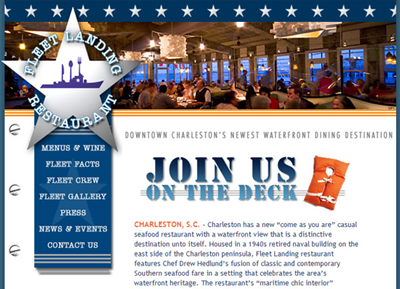 FLEET LANDING
RESTAURANT
DOWNTOWN CHARLESTON'S NEWEST WATERFRONT DINING DESTINATION
MENUS & WINE
FLEET FACTS
FLEET CREW
FLEET GALLERY
PRESS
NEWS & EVENTS
CONTACT US
JOIN US
ON THE DECK
CHARLESTON, S.C. - Charleston has a new "come as you are" casual
seafood restaurant with a waterfront view that is a distinctive
destination unto itself. Housed in a 1940s retired naval building on the
east side of the Charleston peninsula, Fleet Landing restaurant
features Chef Drew Hedlund's fusion of classic and contemporary
Southern seafood fare in a setting that celebrates the area's
waterfront heritage. The restaurant's "maritime chic interior"